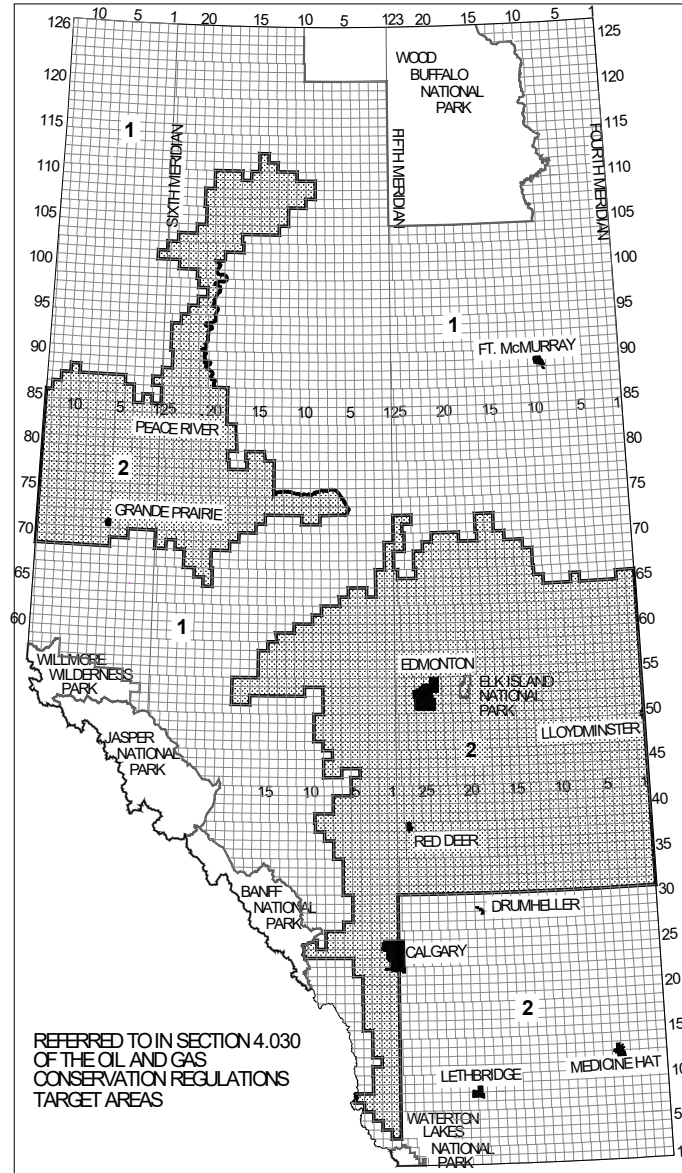 126
10
5
1
20
15
10
5
123
20
15
10
5
1
125
120
115
110
105
100
95
90
85
80
75
70
65
60
120
115
110
105
100
95
90
85
80
75
70
65
60
55
50
45
40
35
30
25
20
15
10
5
1
WOOD
BUFFALO
NATIONAL
PARK
1
SIXTH MERIDIAN
FIFTH MERIDIAN
FOURTH MERIDIAN
1
FT. McMURRAY
10
5
125
20
15
10
5
125
20
15
10
5
1
PEACE RIVER
2
GRANDE PRAIRIE
1
WILLMORE
WILDERNESS
PARK
EDMONTON
ELK ISLAND
NATIONAL
PARK
JASPER
NATIONAL
PARK
LLOYDMINSTER
2
15
10
5
1
25
20
15
10
5
1
RED DEER
BANFF
NATIONAL
PARK
DRUMHELLER
CALGARY
2
REFERRED TO IN SECTION 4.030
OF THE OIL AND GAS
CONSERVATION REGULATIONS
TARGET AREAS
MEDICINE HAT
LETHBRIDGE
WATERTON
LAKES
NATIONAL
PARK